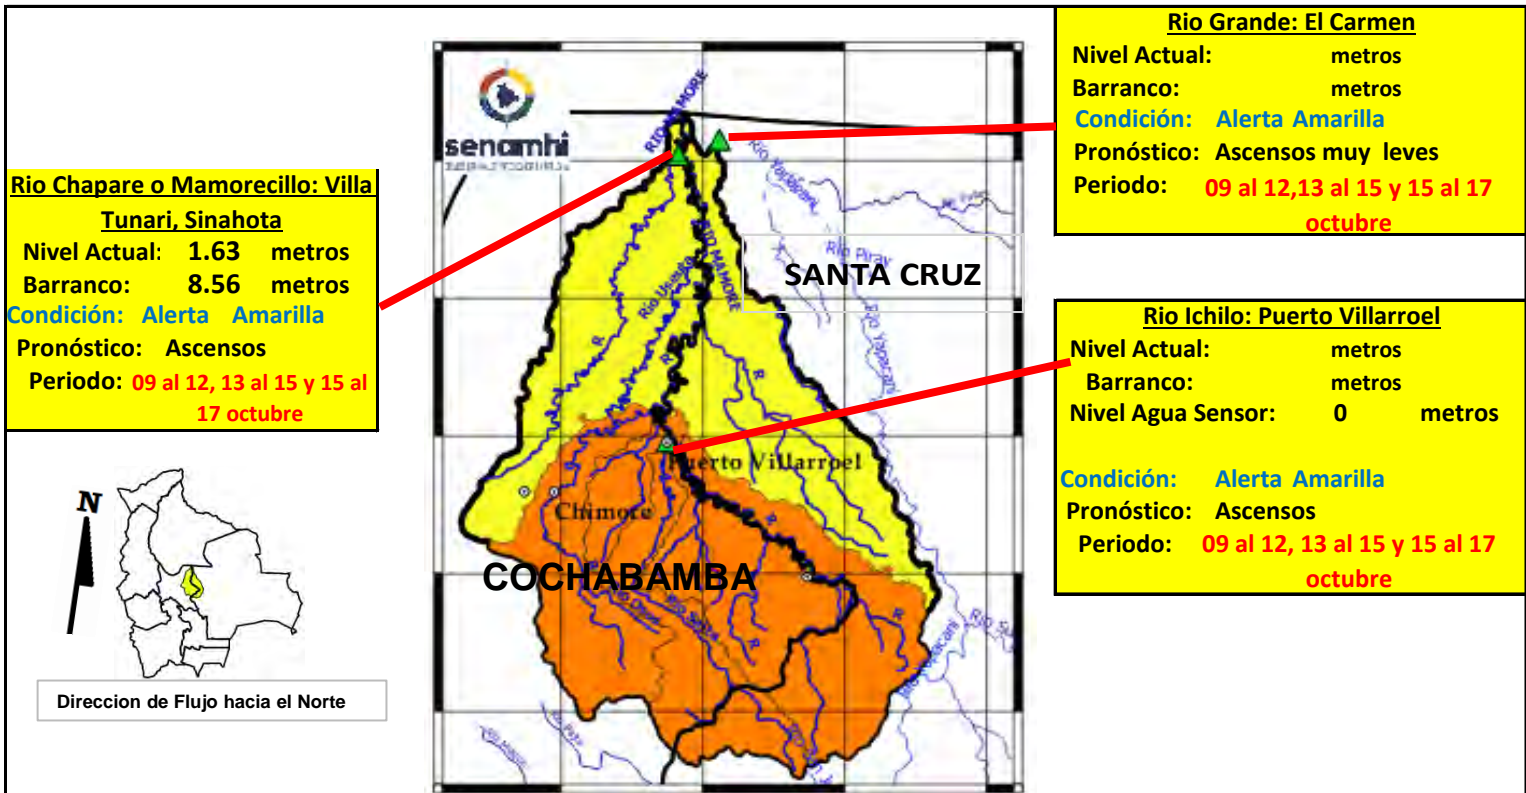 Rio Grande: El Carmen
Nivel Actual: metros
Barranco: metros
Condición: Alerta Amarilla
Pronóstico: Ascensos muy leves
Periodo: 09 al 12,13 al 15 y 15 al 17
octubre
senamhi
RIO MAMORE
Rio Yapacani
Rio Chapare o Mamorecillo: Villa
Tunari, Sinahota
Nivel Actual: 1.63 metros
Barranco: 8.56 metros
Condición: Alerta Amarilla
Pronóstico: Ascensos
Periodo: 09 al 12, 13 al 15 y 15 al
17 octubre
RIO MAMORE
Rio Piray
SANTA CRUZ
Rio Yapacani
R
R
R
Rio Ichilo: Puerto Villarroel
Nivel Actual: metros
Barranco: metros
Nivel Agua Sensor: 0 metros
Condición: Alerta Amarilla
Pronóstico: Ascensos
Periodo: 09 al 12, 13 al 15 y 15 al 17
octubre
Puerto Villarroel
Chimore
R
COCHABAMBA
R
R
N
Direccion de Flujo hacia el Norte